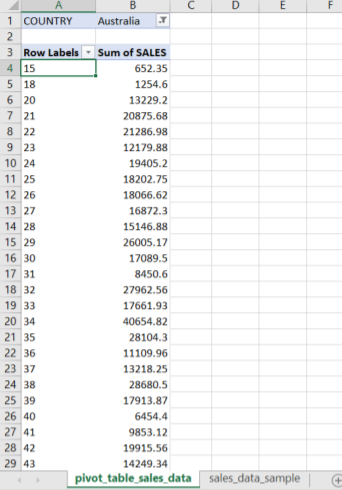 A B C D E F
1 COUNTRY Australia
2
3 Row Labels Sum of SALES
4 15 652.35
5 18 1254.6
6 20 13229.2
7 21 20875.68
8 22 21286.98
9 23 12179.88
10 24 19405.2
11 25 18202.75
12 26 18066.62
13 27 16872.3
14 28 15146.88
15 29 26005.17
16 30 17089.5
17 31 8450.6
18 32 27962.56
19 33 17661.93
20 34 40654.82
21 35 28104.3
22 36 11109.96
23 37 13218.25
24 38 28680.5
25 39 17913.87
26 40 6454.4
27 41 9853.12
28 42 19915.56
29 43 14249.34
pivot_table_sales_data sales_data_sample